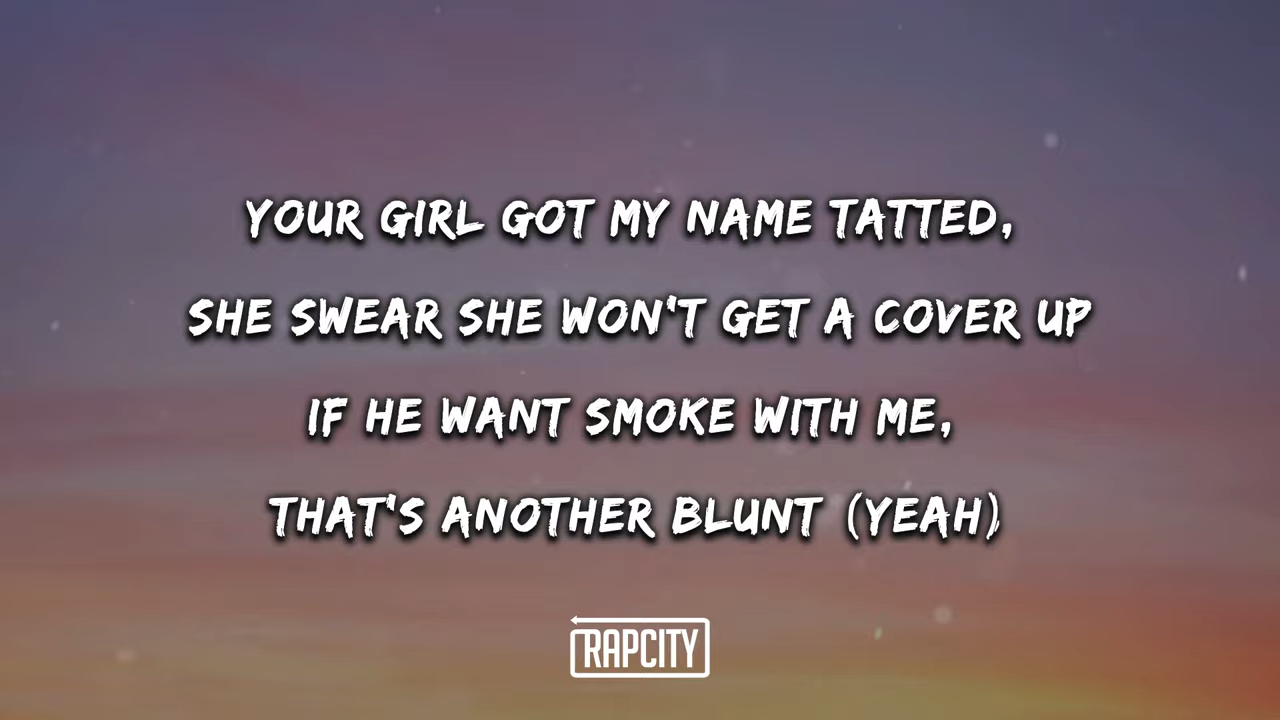 YOUR GIRL GOT MY NAME TATTED,
SHE SWEAR SHE WON'T GET A COVER UP
IF HE WANT SMOKE WITH ME,
THAT'S ANOTHER BLUNT (YEAH)
RAPCITY